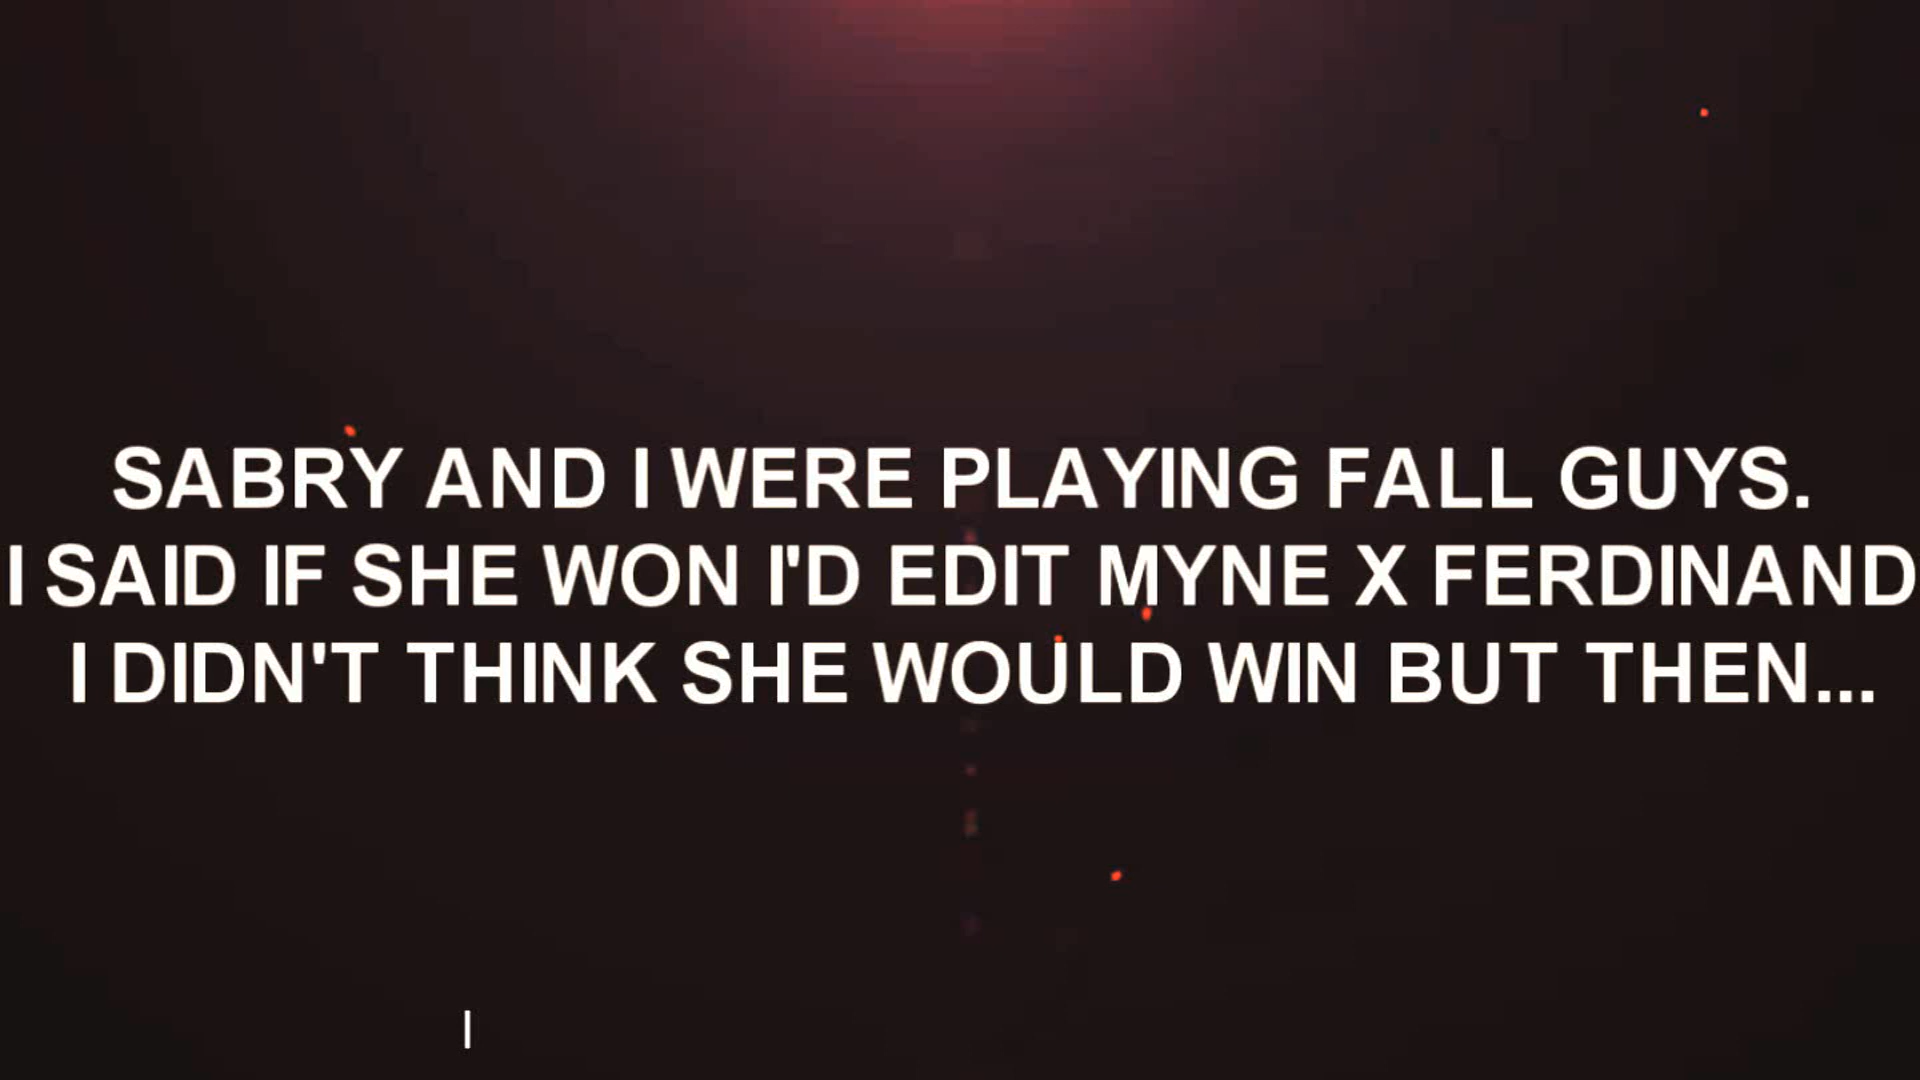 SABRY AND I WERE PLAYING FALL GUYS.
I SAID IF SHE WON I'D EDIT MYNE X FERDINAND
I DIDN'T THINK SHE WOULD WIN BUT THEN...
|